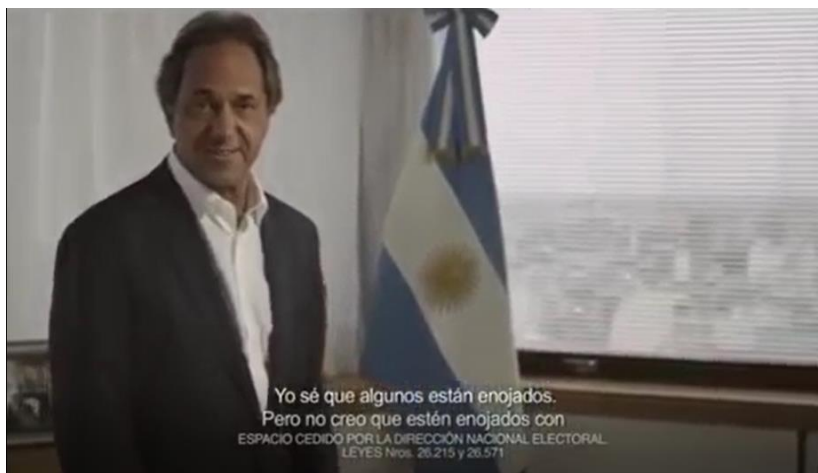 Yo sé que algunos están enojados.
Pero no creo que estén enojados con
ESPACIO CEDIDO POR LA DIRECCIÓN NACIONAL ELECTORAL.
LEYES Nros. 26.215 y 26.571